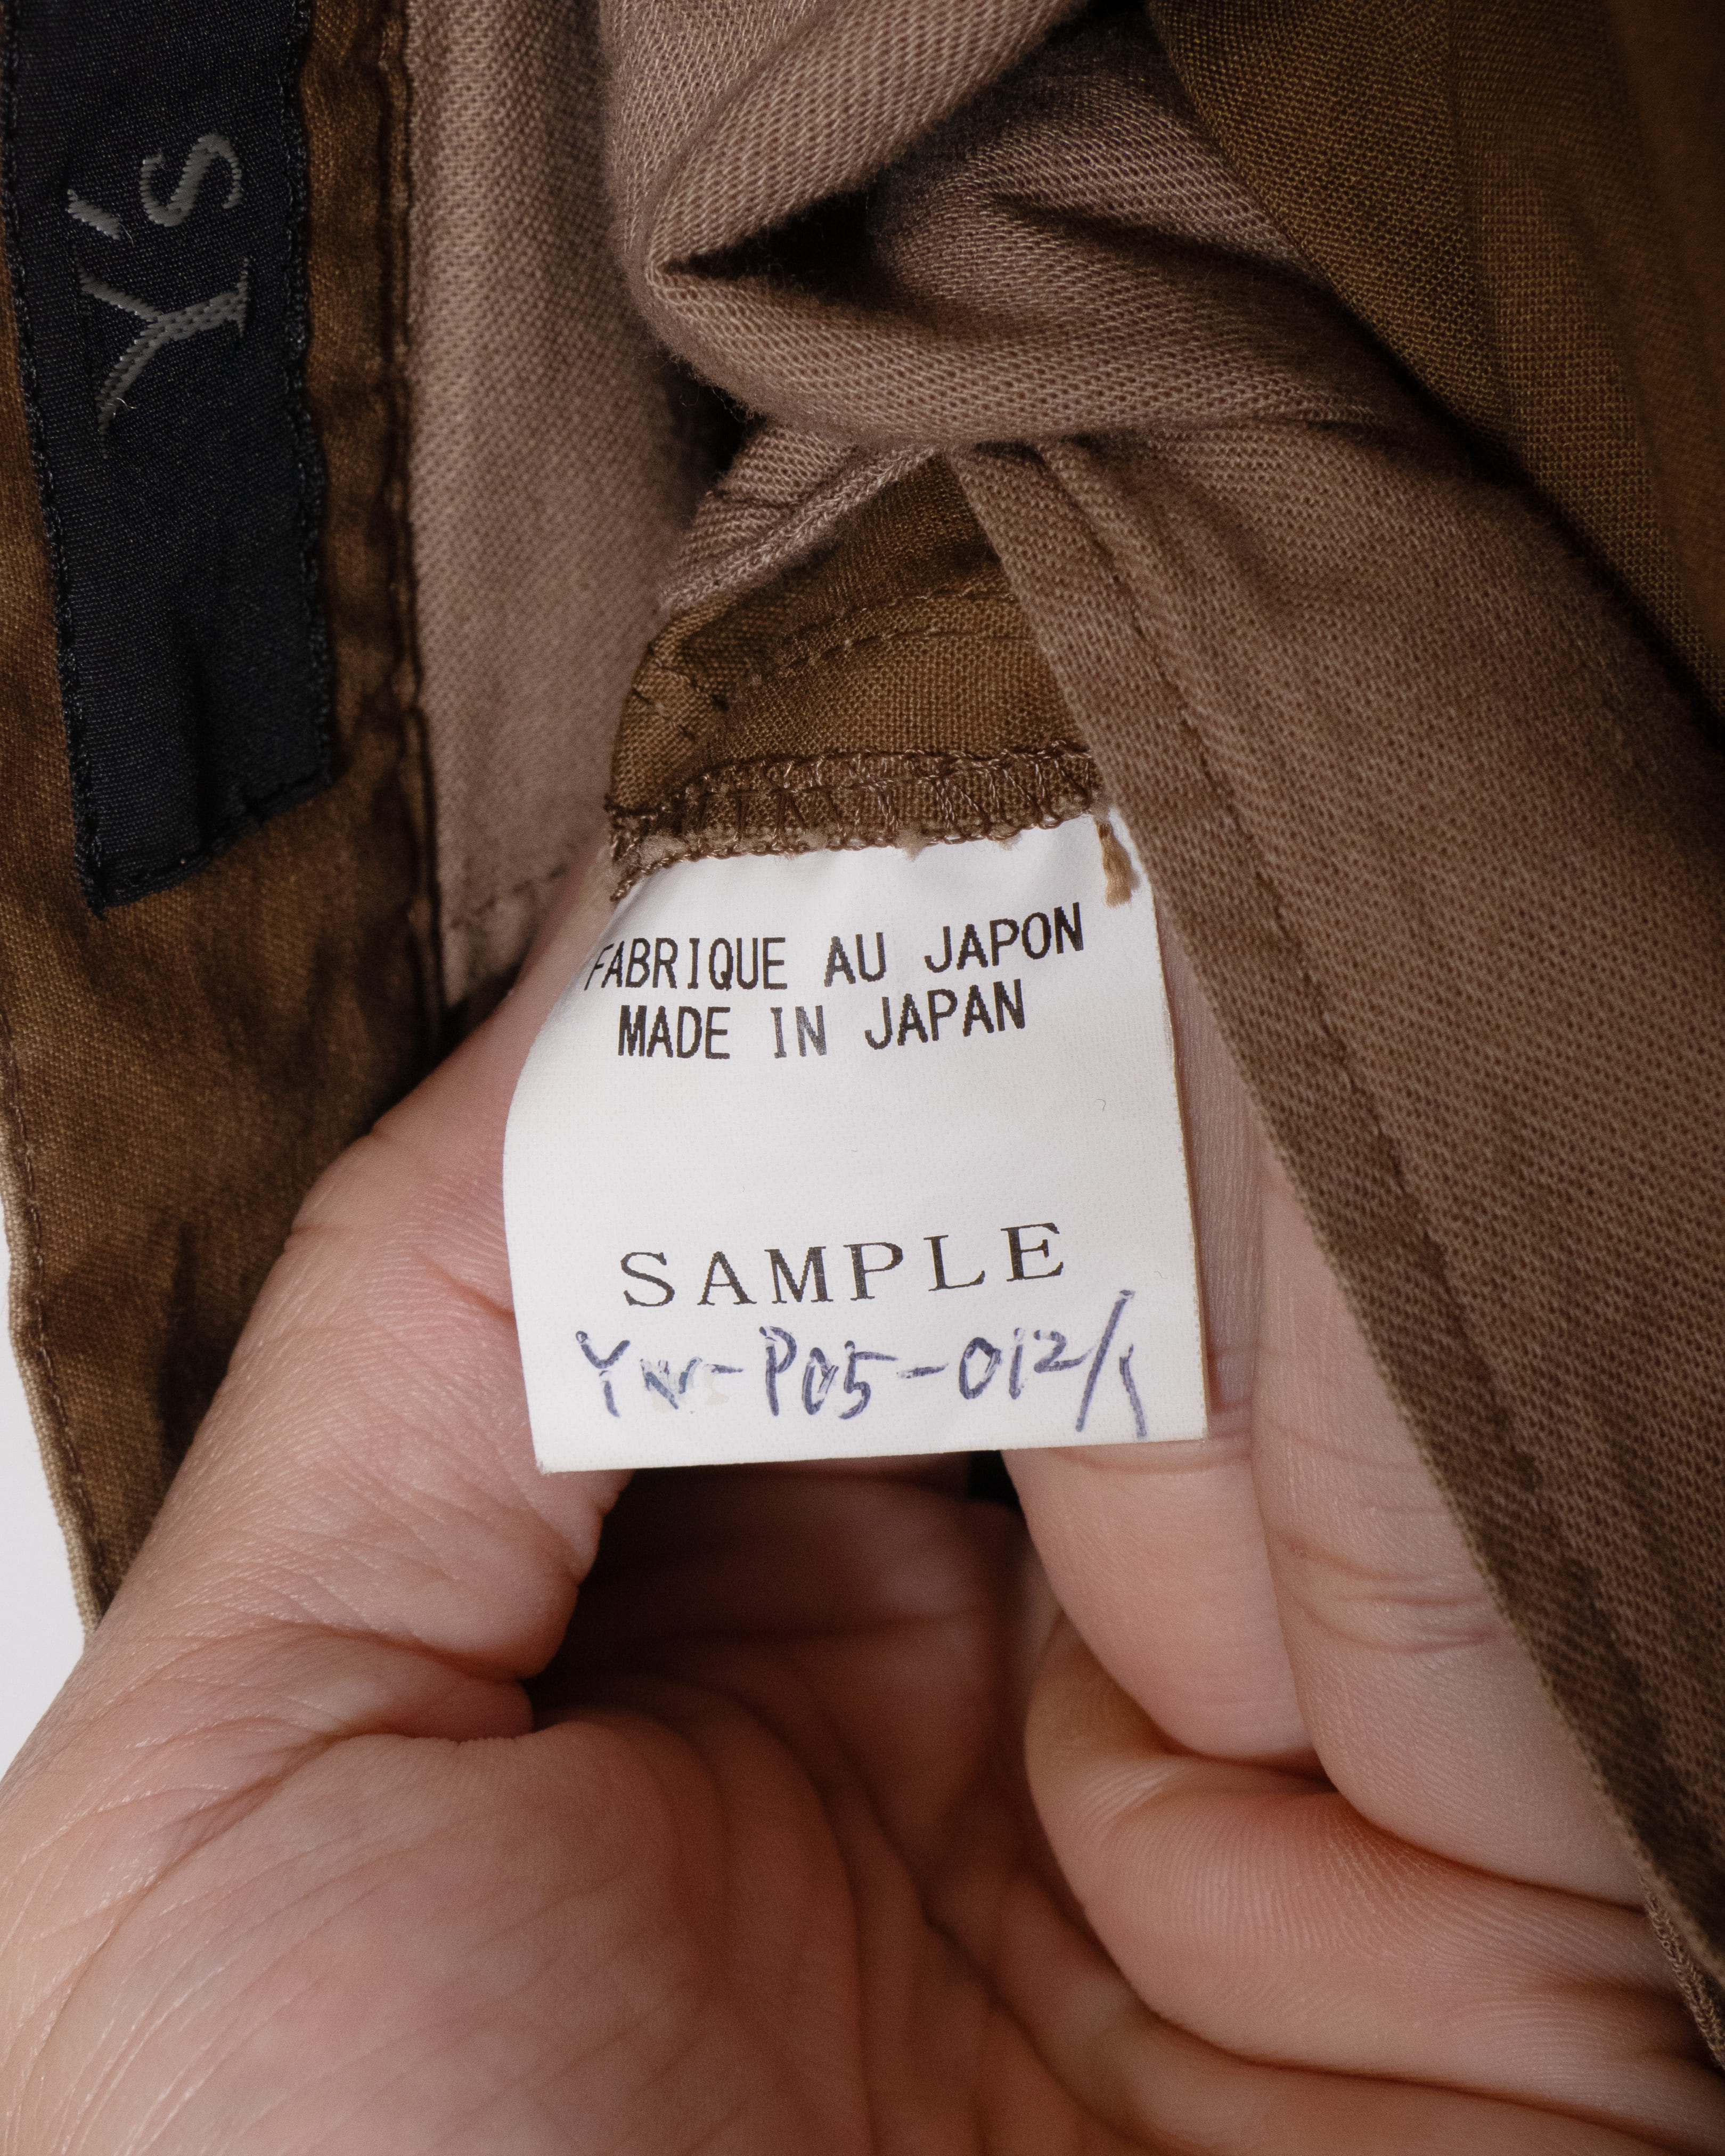 Y's
FABRIQUE AU JAPON
MADE IN JAPAN
SAMPLE
YW-P05-012/1